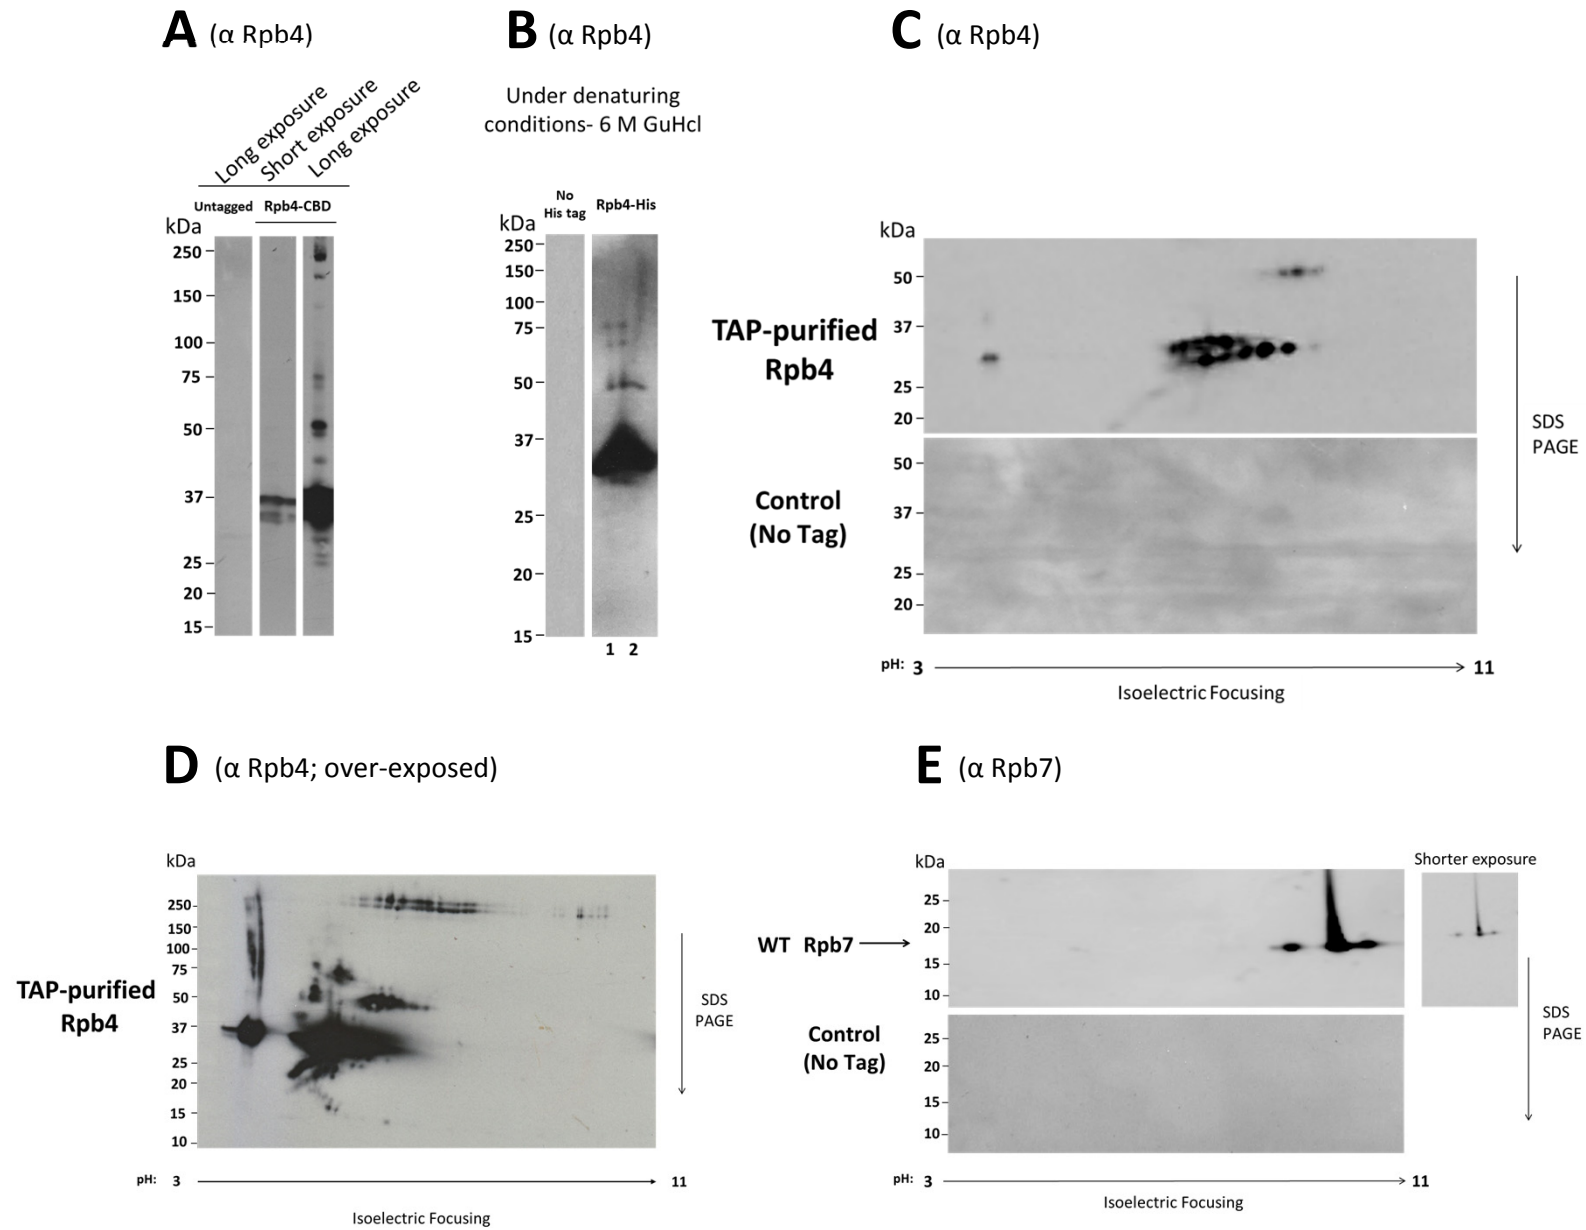 A (α Rpb4)
Long exposure
Short exposure
Long exposure
Untagged
Rpb4-CBD
kDa
250
150
100
75
50
37
25
20
15
B (α Rpb4)
Under denaturing
conditions- 6 M GuHcl
No
His tag
Rpb4-His
kDa
250
150
100
75
50
37
25
20
15
1 2
C (α Rpb4)
kDa
TAP-purified
Rpb4
50
37
25
20
Control
(No Tag)
50
37
25
20
SDS
PAGE
pH: 3 11
Isoelectric Focusing
D (α Rpb4; over-exposed)
kDa
TAP-purified
Rpb4
250
150
100
75
50
37
25
20
15
10
SDS
PAGE
pH: 3 11
Isoelectric Focusing
E (α Rpb7)
kDa
Shorter exposure
WT Rpb7
25
20
15
10
Control
(No Tag)
25
20
15
10
SDS
PAGE
pH: 3 11
Isoelectric Focusing